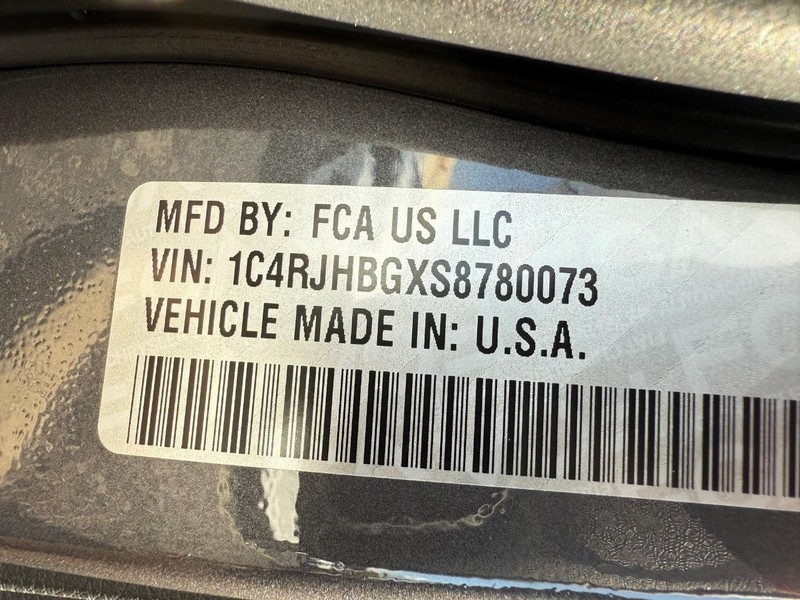 MFD BY: FCA US LLC
VIN: 1C4RJHBGXS8780073
VEHICLE MADE IN: U.S.A.